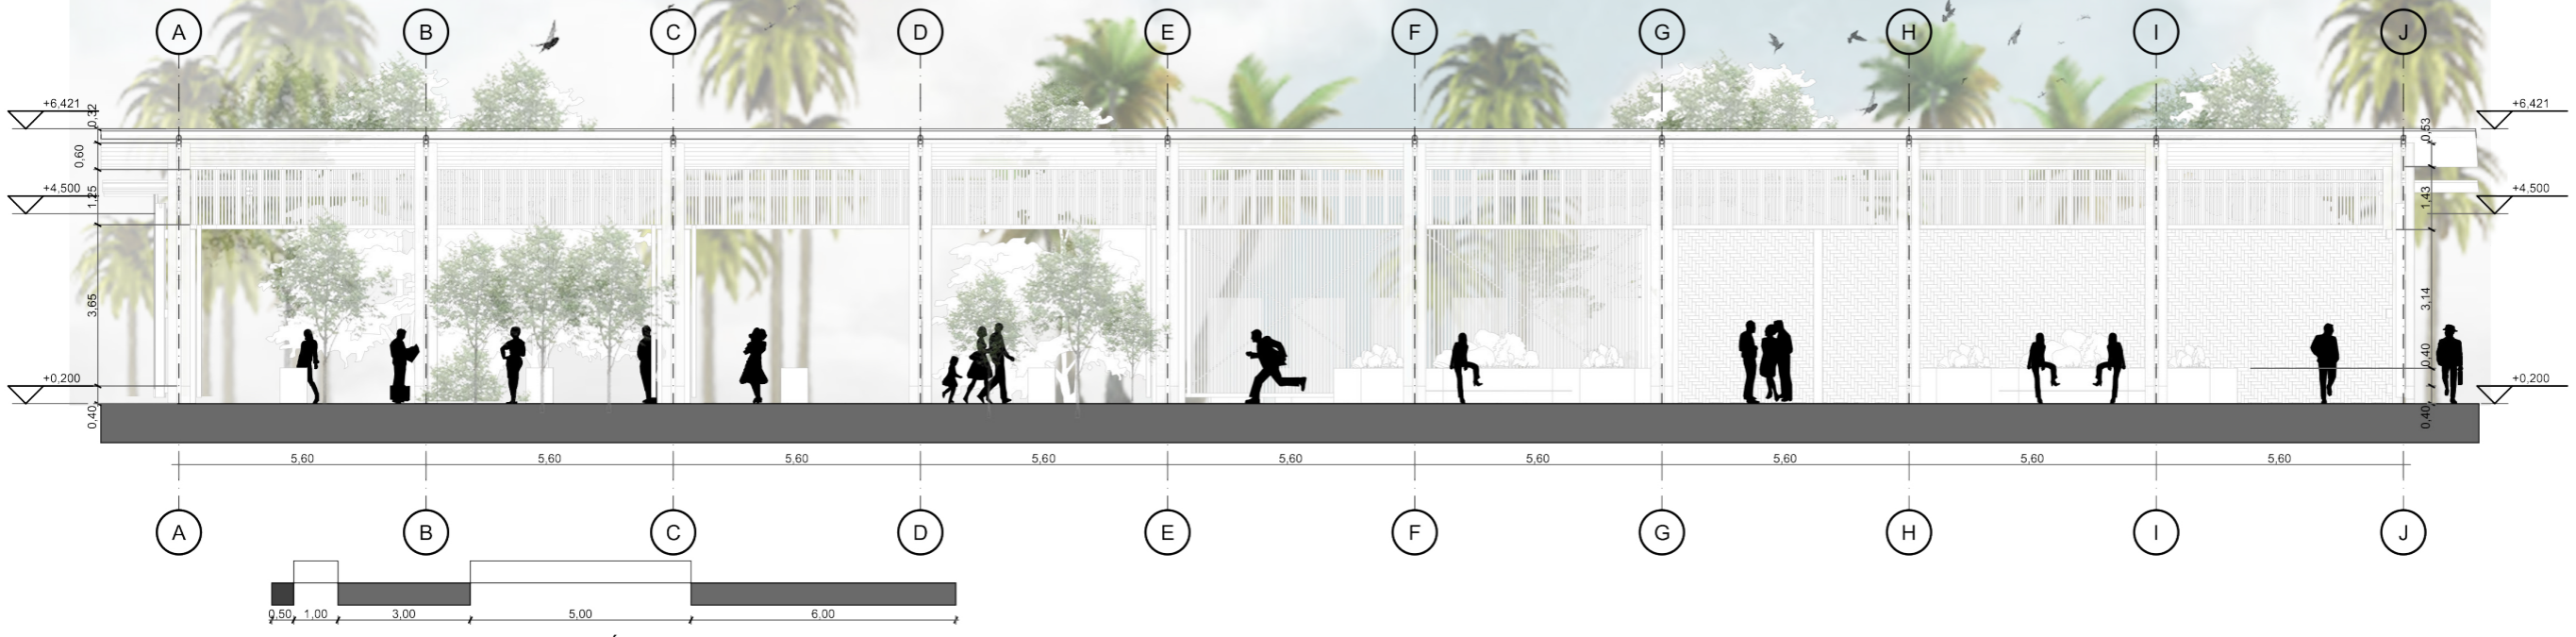 A B C D E F G H I J
+6,421 0,32 +6,421 0,53
0,60
+4,500 1,25 +4,500 1,43
3,65 3,14
0,40
+0,200 +0,200
0,40 0,40
5,60 5,60 5,60 5,60 5,60 5,60 5,60 5,60 5,60
A B C D E F G H I J
0,50 1,00 3,00 5,00 6,00